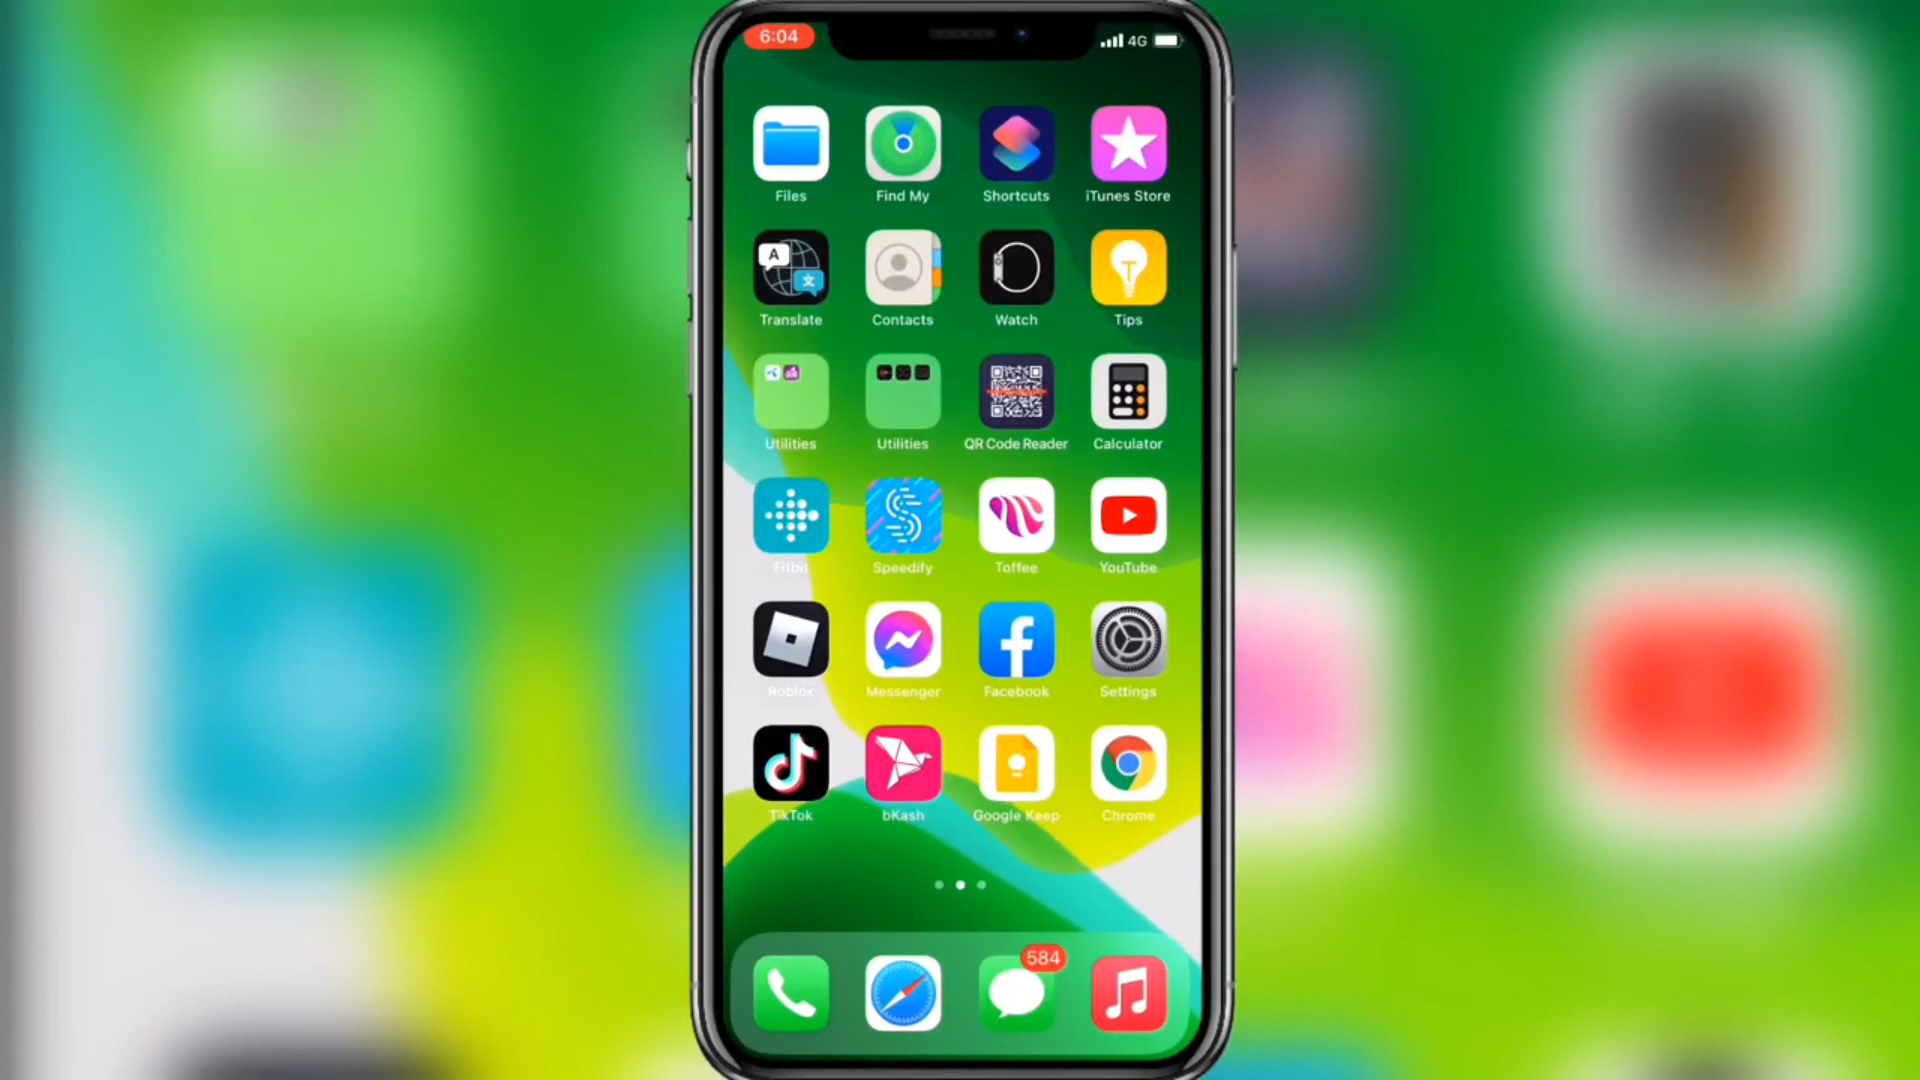 6:04
4G
Files Find My Shortcuts iTunes Store
A 文
Translate Contacts Watch Tips
Utilities Utilities QR Code Reader Calculator
Fitbit Speedify Toffee YouTube
Roblox Messenger Facebook Settings
TikTok bKash Google Keep Chrome
584